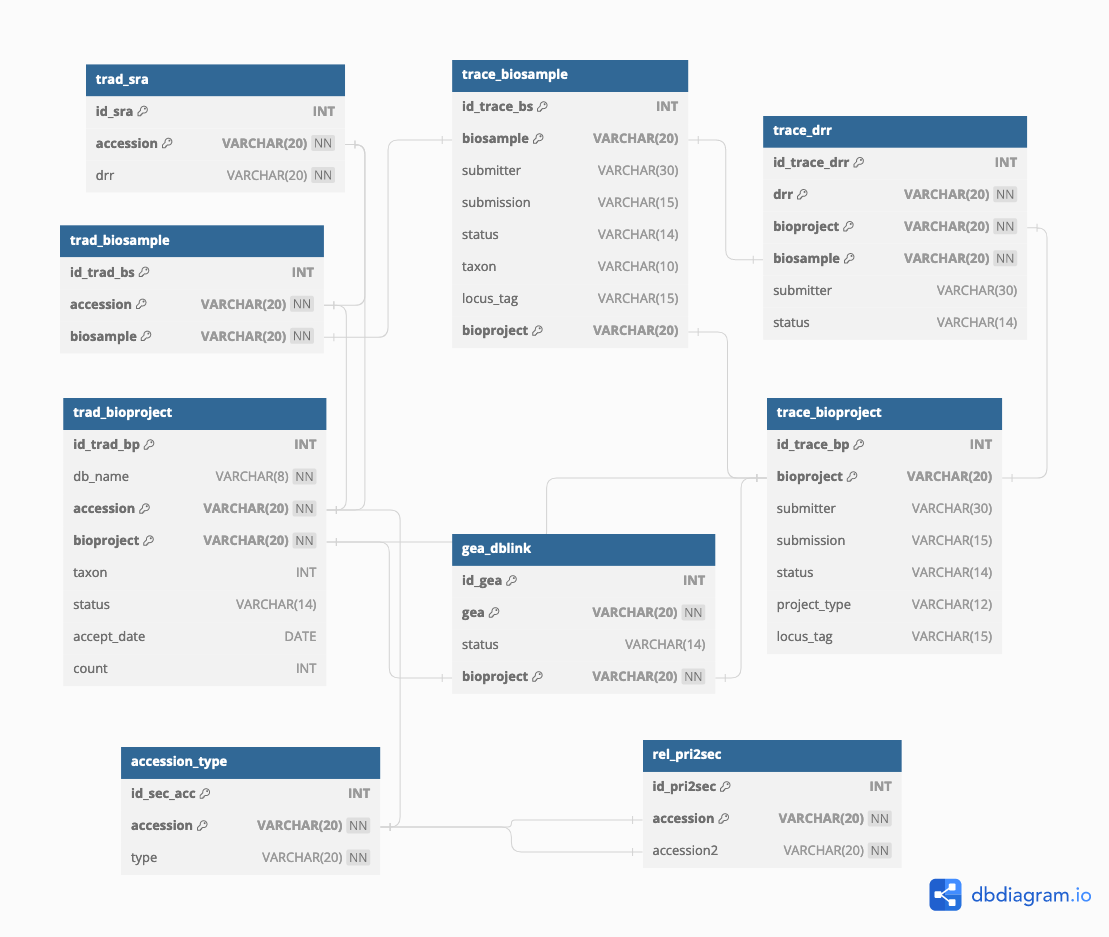 trad_sra
id_sra INT
accession VARCHAR(20) NN
drr VARCHAR(20) NN
trad_biosample
id_trad_bs INT
accession VARCHAR(20) NN
biosample VARCHAR(20) NN
trad_bioproject
id_trad_bp INT
db_name VARCHAR(8) NN
accession VARCHAR(20) NN
bioproject VARCHAR(20) NN
taxon INT
status VARCHAR(14)
accept_date DATE
count INT
accession_type
id_sec_acc INT
accession VARCHAR(20) NN
type VARCHAR(20) NN
trace_biosample
id_trace_bs INT
biosample VARCHAR(20)
submitter VARCHAR(30)
submission VARCHAR(15)
status VARCHAR(14)
taxon VARCHAR(10)
locus_tag VARCHAR(15)
bioproject VARCHAR(20)
gea_dblink
id_gea INT
gea VARCHAR(20) NN
status VARCHAR(14)
bioproject VARCHAR(20) NN
trace_drr
id_trace_drr INT
drr VARCHAR(20) NN
bioproject VARCHAR(20) NN
biosample VARCHAR(20) NN
submitter VARCHAR(30)
status VARCHAR(14)
trace_bioproject
id_trace_bp INT
bioproject VARCHAR(20)
submitter VARCHAR(30)
submission VARCHAR(15)
status VARCHAR(14)
project_type VARCHAR(12)
locus_tag VARCHAR(15)
rel_pri2sec
id_pri2sec INT
accession VARCHAR(20) NN
accession2 VARCHAR(20) NN
dbdiagram.io